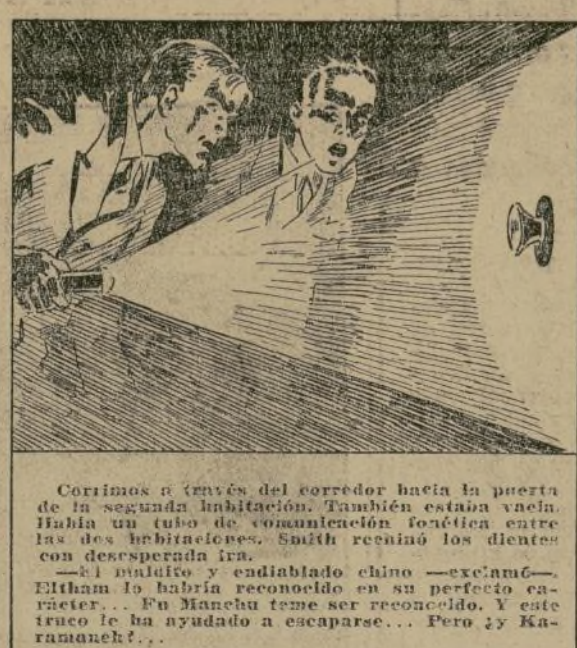 Corrimos a través del corredor hacia la puerta
de la segunda habitación. También estaba vacía.
Había un tubo de comunicación fonética entre
las dos habitaciones. Smith rechinó los dientes
con desesperada ira.
—El maldito y endiablado chino —exclamó—.
Eltham lo habría reconocido en su perfecto ca-
rácter... Fu Manchu teme ser reconocido. Y este
truco le ha ayudado a escaparse... Pero ¿y Ka-
ramaneh?...